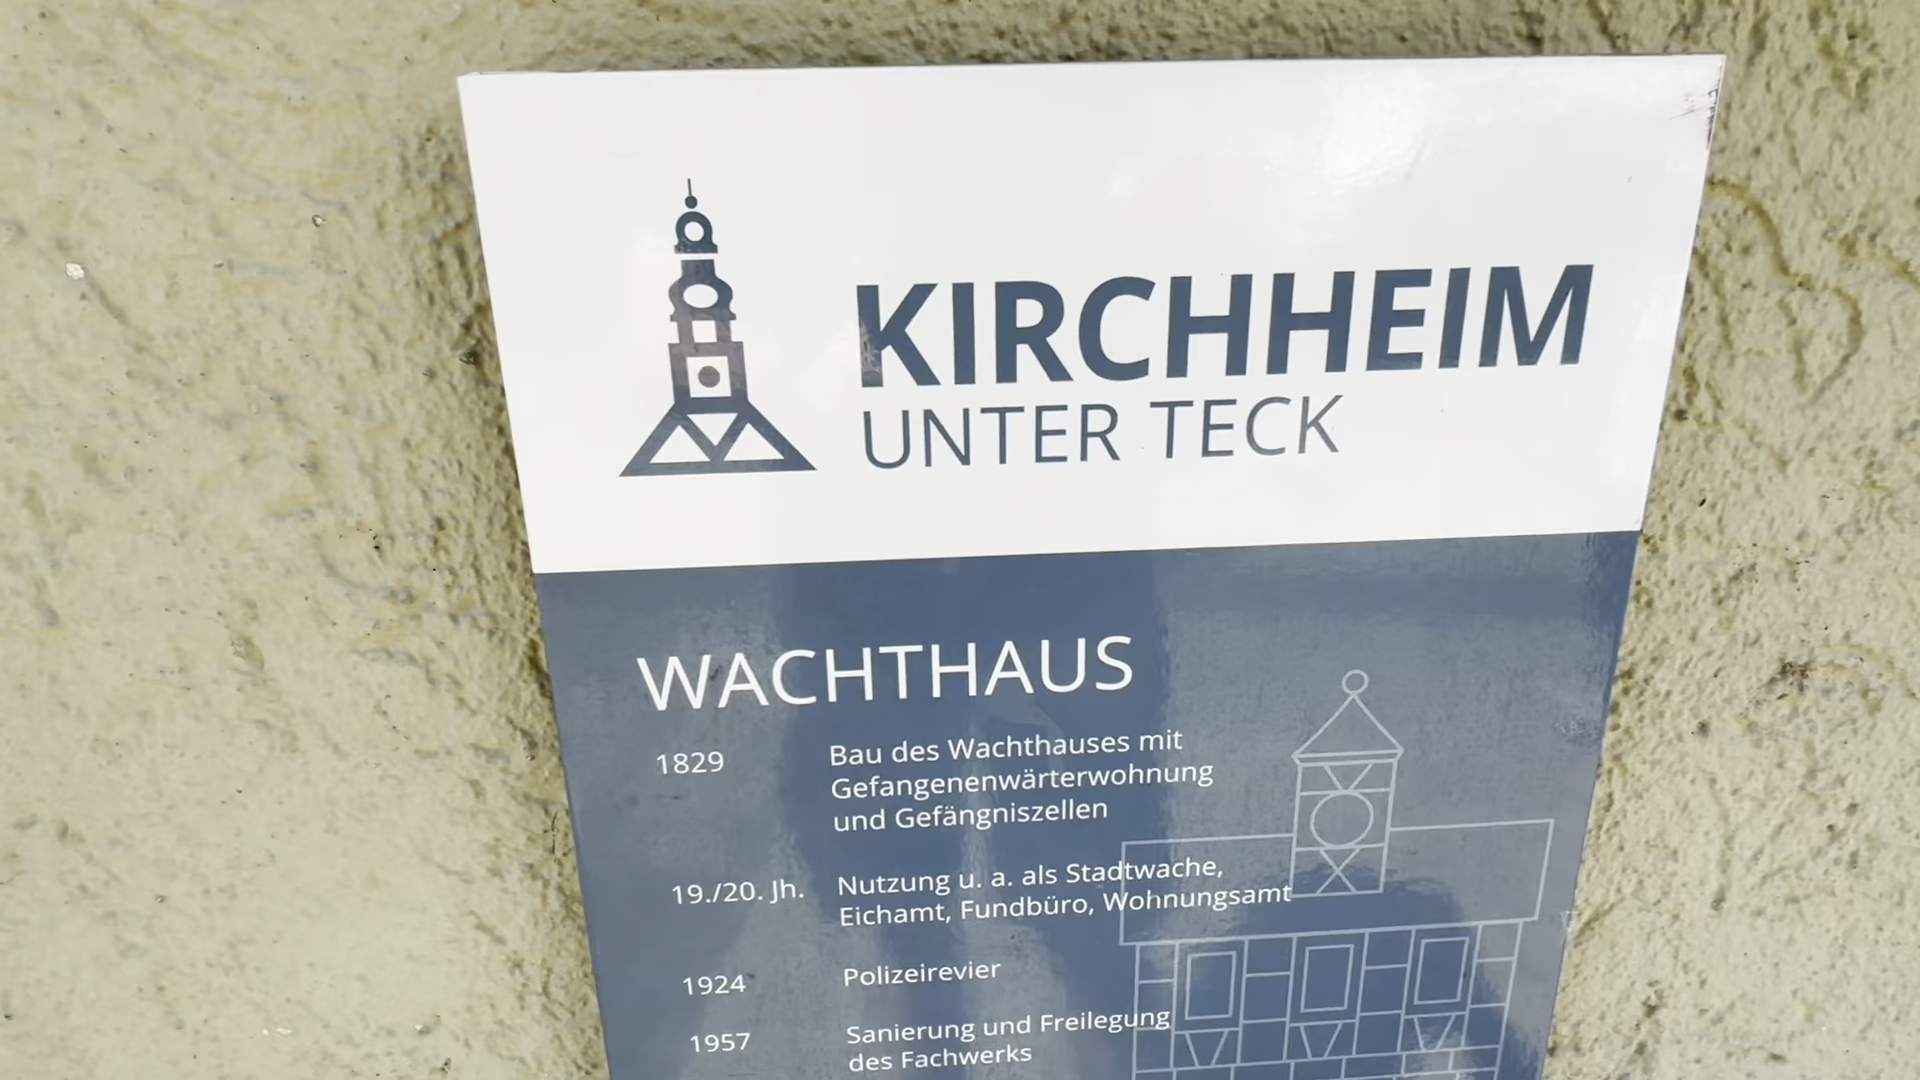 KIRCHHEIM
UNTER TECK
WACHTHAUS
1829 Bau des Wachthauses mit
Gefangenenwärterwohnung
und Gefängniszellen
19./20. Jh. Nutzung u. a. als Stadtwache,
Eichamt, Fundbüro, Wohnungsamt
1924 Polizeirevier
1957 Sanierung und Freilegung
des Fachwerks